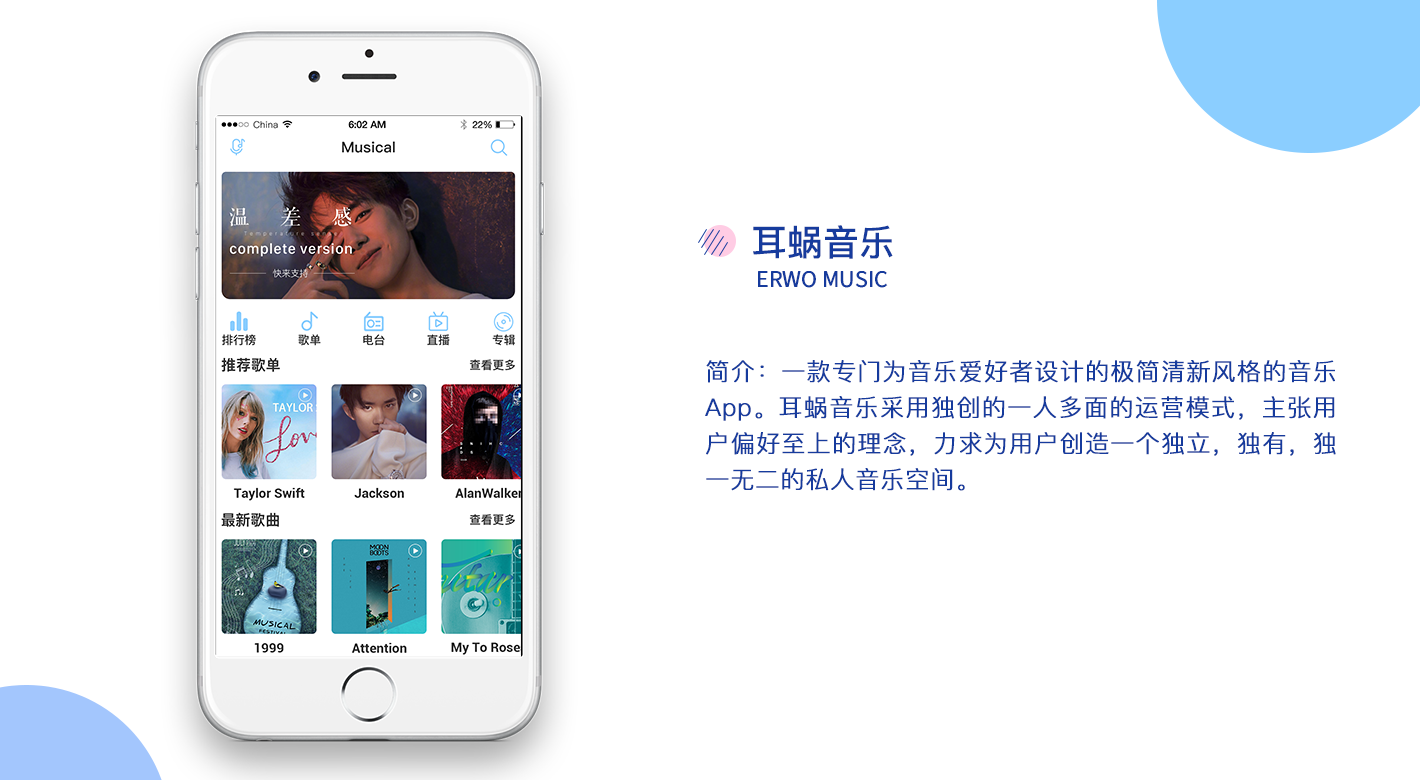 China
6:02 AM
22%
Musical
温 差 感
Temperature sense
complete version
快来支持
排行榜
歌单
电台
直播
专辑
推荐歌单
查看更多
TAYLOR
Lov
Taylor Swift
Jackson
AlanWalker
最新歌曲
查看更多
MUSICAL
FESTIVAL
MOON
BOOTS
1999
Attention
My To Rose
耳蜗音乐
ERWO MUSIC
简介：一款专门为音乐爱好者设计的极简清新风格的音乐
App。耳蜗音乐采用独创的一人多面的运营模式，主张用
户偏好至上的理念，力求为用户创造一个独立，独有，独
一无二的私人音乐空间。